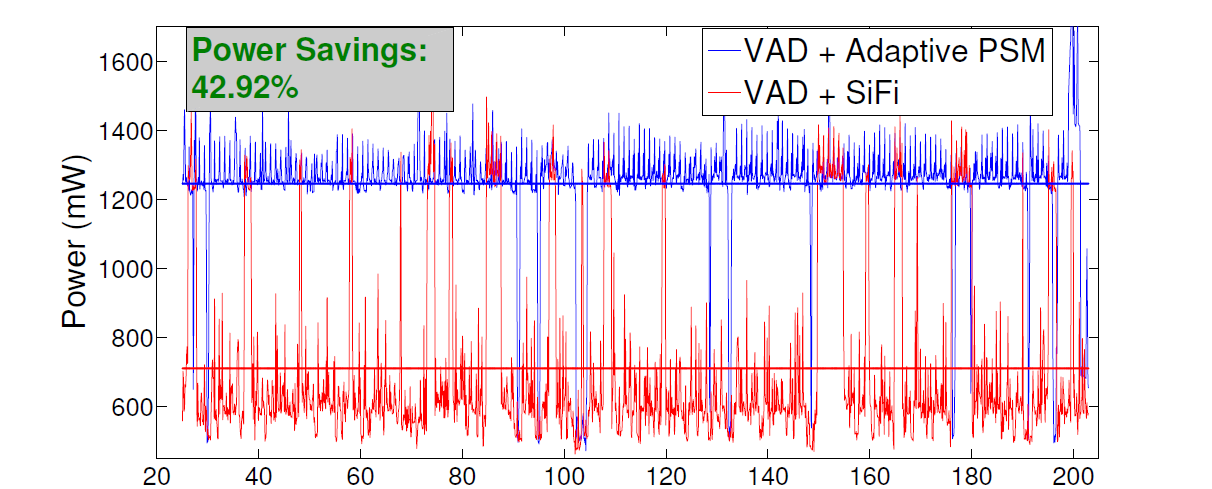 Power Savings:
42.92%
VAD + Adaptive PSM
VAD + SiFi
Power (mW)
1600
1400
1200
1000
800
600
20 40 60 80 100 120 140 160 180 200